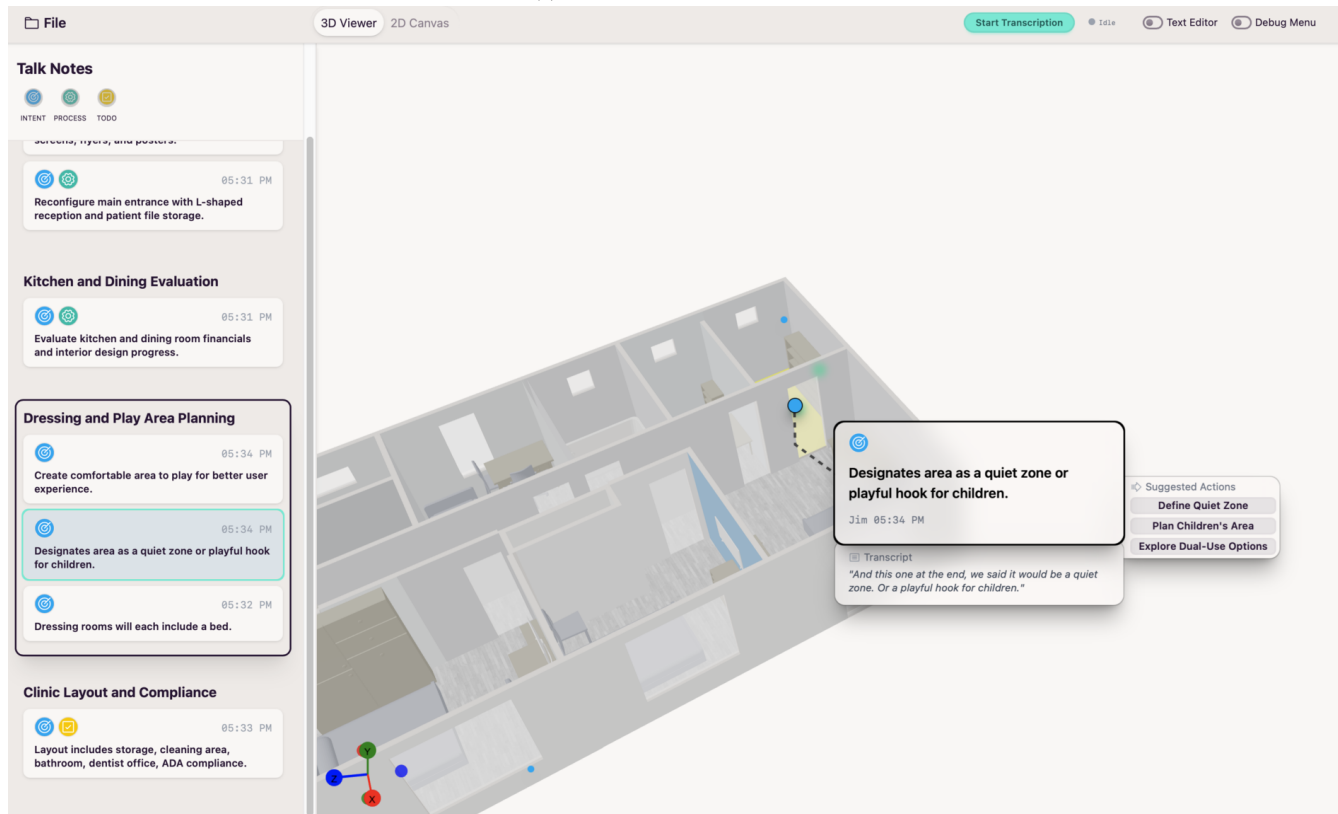 File
3D Viewer
2D Canvas
Start Transcription
Idle
Text Editor
Debug Menu
Talk Notes
INTENT
PROCESS
TODO
screens, flyers, and posters.
05:31 PM
Reconfigure main entrance with L-shaped
reception and patient file storage.
Kitchen and Dining Evaluation
05:31 PM
Evaluate kitchen and dining room financials
and interior design progress.
Dressing and Play Area Planning
05:34 PM
Create comfortable area to play for better user
experience.
05:34 PM
Designates area as a quiet zone or playful hook
for children.
05:32 PM
Dressing rooms will each include a bed.
Clinic Layout and Compliance
05:33 PM
Layout includes storage, cleaning area,
bathroom, dentist office, ADA compliance.
Designates area as a quiet zone or
playful hook for children.
Jim 05:34 PM
Transcript
"And this one at the end, we said it would be a quiet
zone. Or a playful hook for children."
Suggested Actions
Define Quiet Zone
Plan Children's Area
Explore Dual-Use Options
Y
Z
X